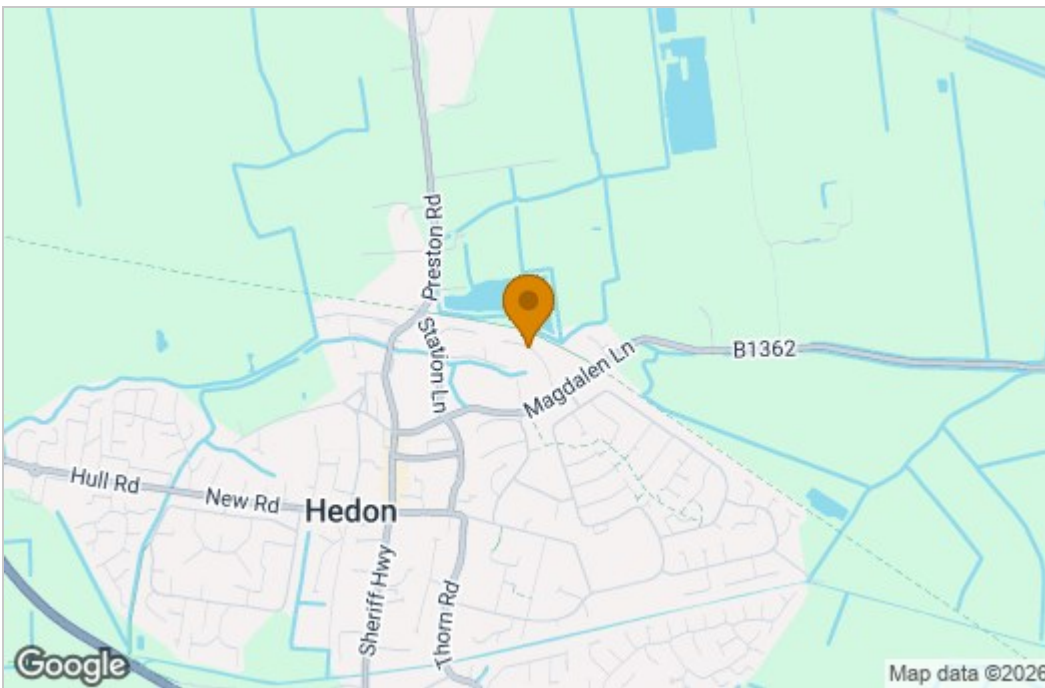 Preston Rd
Station Ln
B1362
Magdalen Ln
Hull Rd
New Rd
Hedon
Sheriff Hwy
Thorn Rd
Google
Map data ©2026